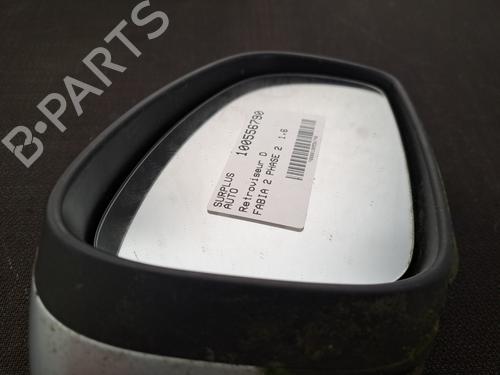 B-PARTS
SURPLUS
AUTO
100556790
Retroviseur D
FABIA 2 PHASE 2 1.6